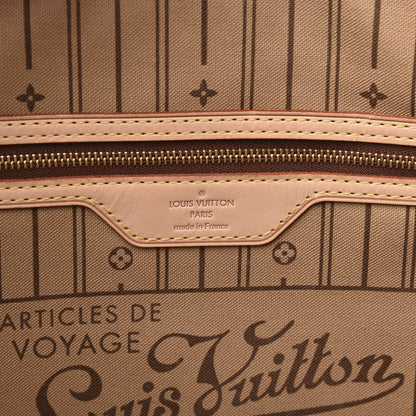 ®
LOUIS VUITTON
PARIS
made in France
ARTICLES DE
VOYAGE
Louis Vuitton